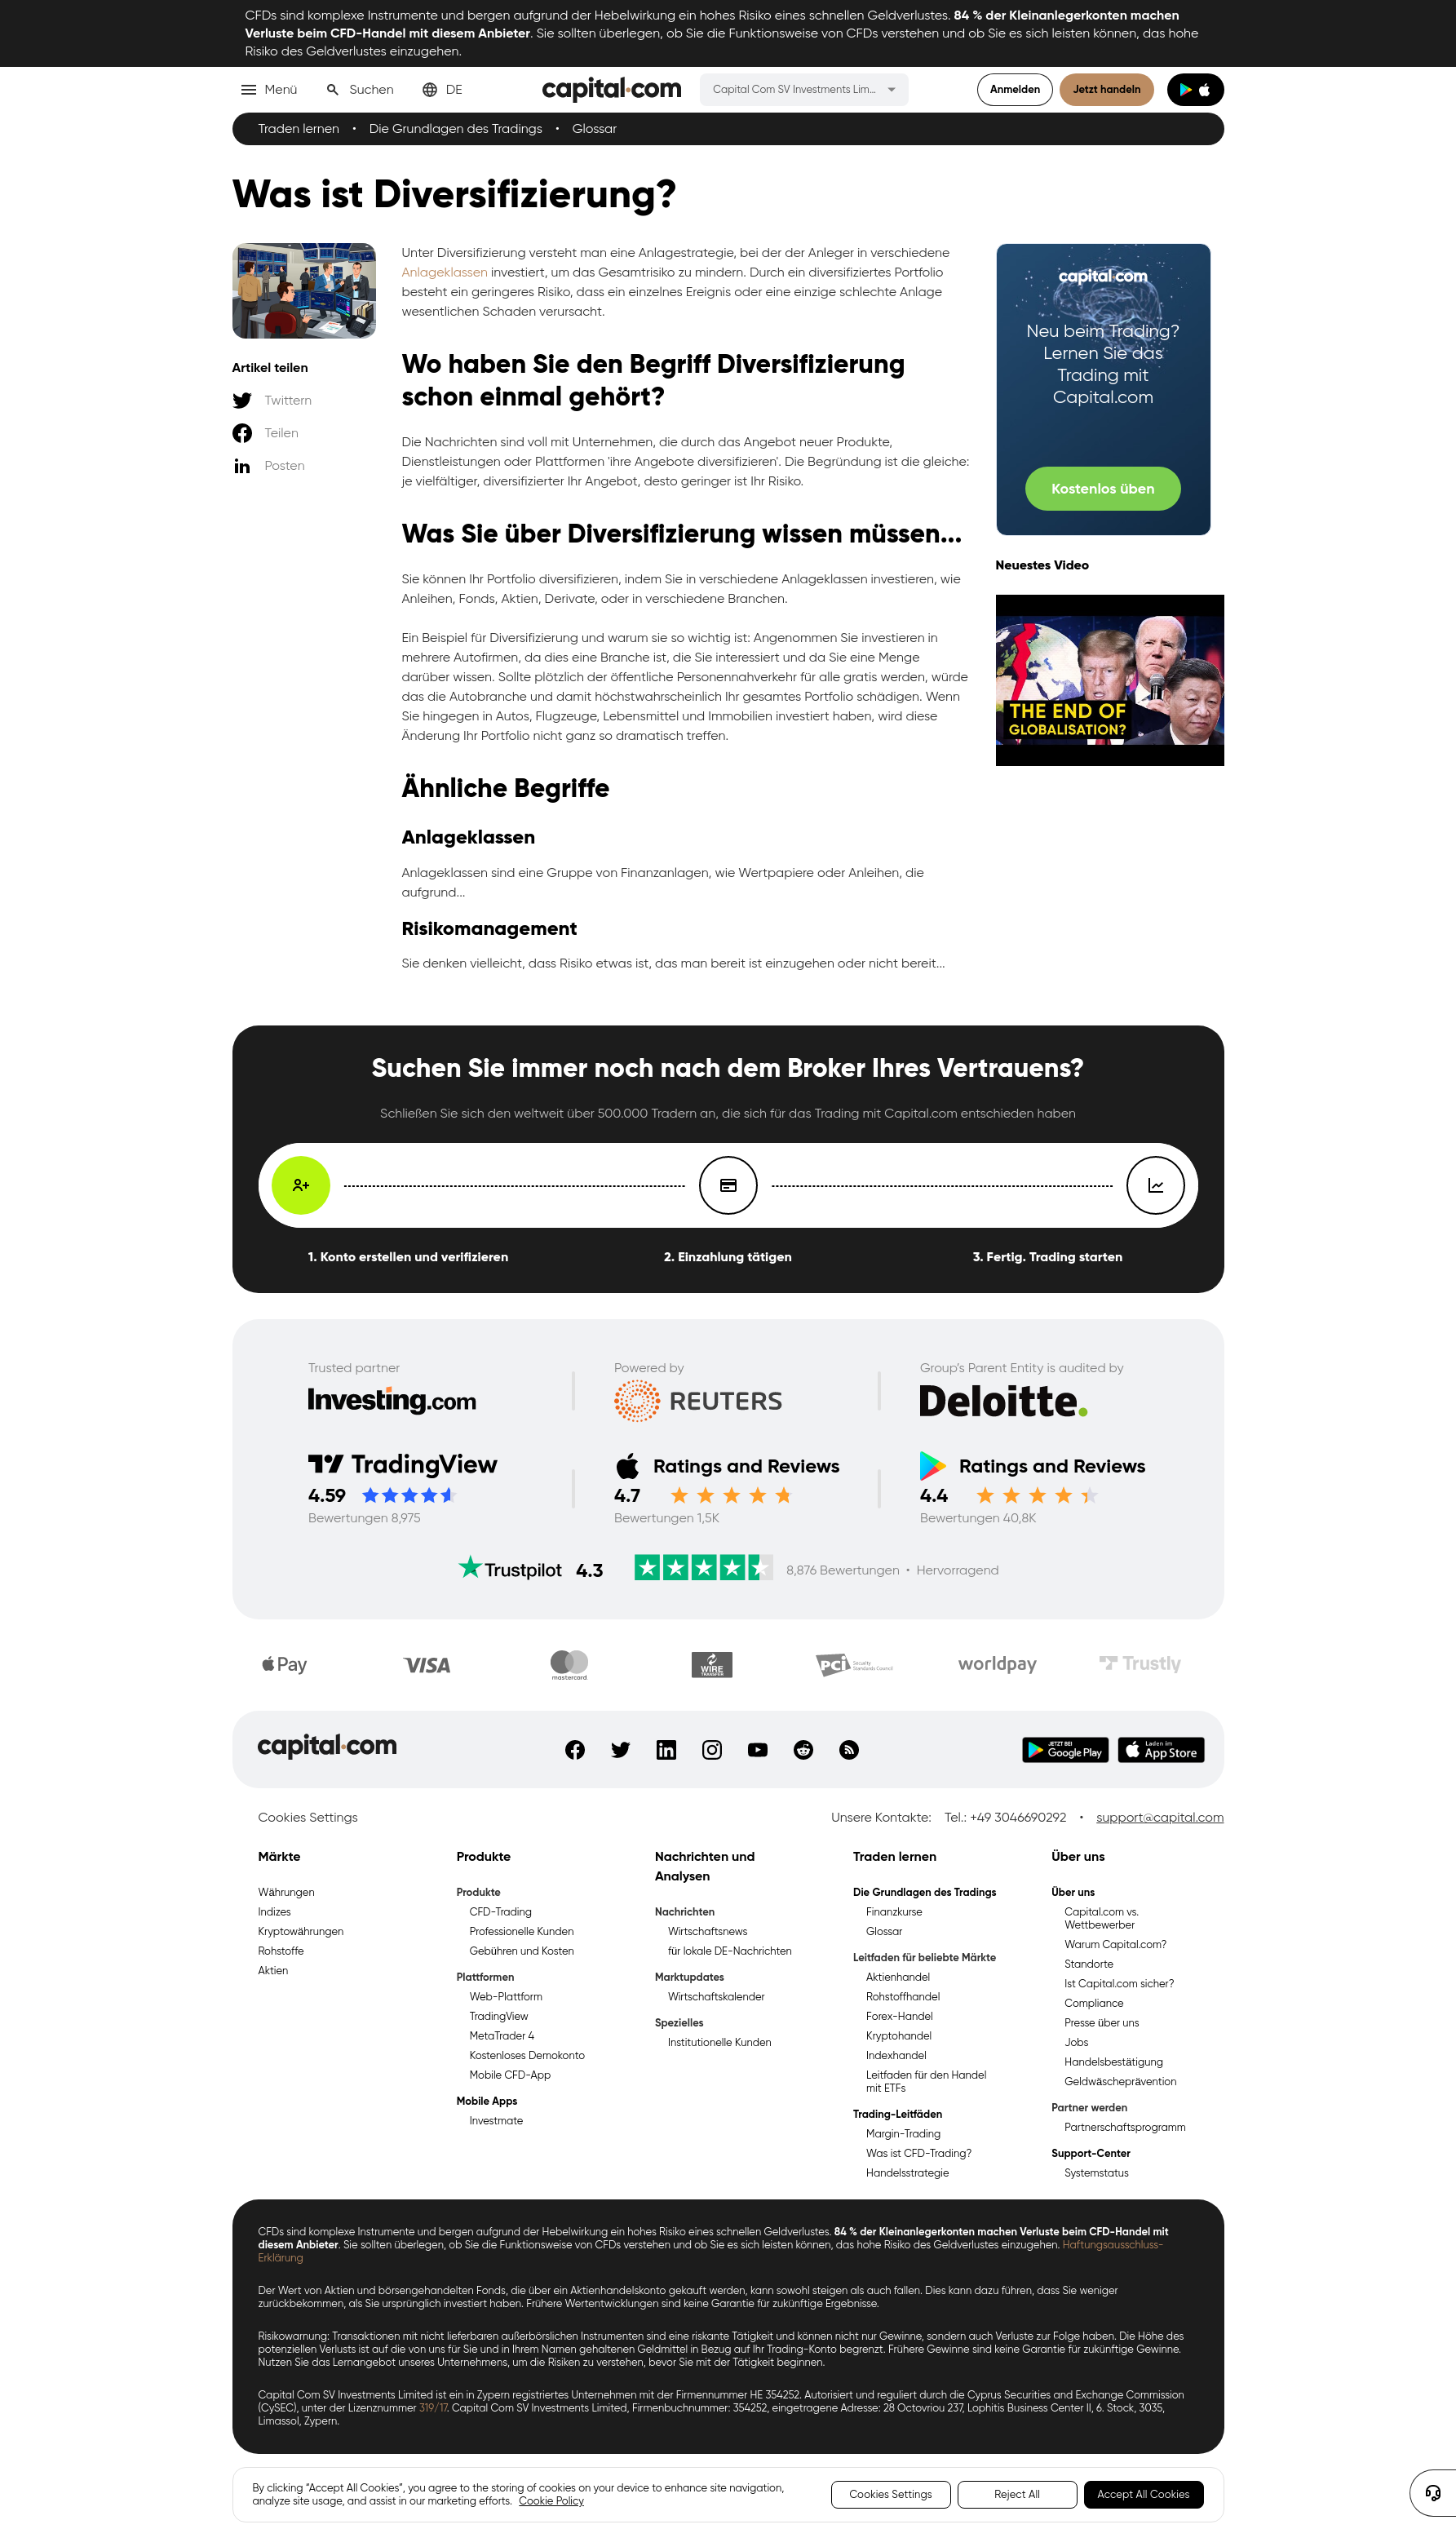 CFDs sind komplexe Instrumente und bergen aufgrund der Hebelwirkung ein hohes Risiko eines schnellen Geldverlustes. 84 % der Kleinanlegerkonten machen
Verluste beim CFD-Handel mit diesem Anbieter. Sie sollten überlegen, ob Sie die Funktionsweise von CFDs verstehen und ob Sie es sich leisten können, das hohe
Risiko des Geldverlustes einzugehen.
Menü
Suchen
DE
capital.com
Capital Com SV Investments Lim...
Anmelden
Jetzt handeln
Traden lernen • Die Grundlagen des Tradings • Glossar
Was ist Diversifizierung?
Artikel teilen
Twittern
Teilen
Posten
Unter Diversifizierung versteht man eine Anlagestrategie, bei der der Anleger in verschiedene
Anlageklassen investiert, um das Gesamtrisiko zu mindern. Durch ein diversifiziertes Portfolio
besteht ein geringeres Risiko, dass ein einzelnes Ereignis oder eine einzige schlechte Anlage
wesentlichen Schaden verursacht.
Wo haben Sie den Begriff Diversifizierung
schon einmal gehört?
Die Nachrichten sind voll mit Unternehmen, die durch das Angebot neuer Produkte,
Dienstleistungen oder Plattformen 'ihre Angebote diversifizieren'. Die Begründung ist die gleiche:
je vielfältiger, diversifizierter Ihr Angebot, desto geringer ist Ihr Risiko.
Was Sie über Diversifizierung wissen müssen...
Sie können Ihr Portfolio diversifizieren, indem Sie in verschiedene Anlageklassen investieren, wie
Anleihen, Fonds, Aktien, Derivate, oder in verschiedene Branchen.
Ein Beispiel für Diversifizierung und warum sie so wichtig ist: Angenommen Sie investieren in
mehrere Autofirmen, da dies eine Branche ist, die Sie interessiert und da Sie eine Menge
darüber wissen. Sollte plötzlich der öffentliche Personennahverkehr für alle gratis werden, würde
das die Autobranche und damit höchstwahrscheinlich Ihr gesamtes Portfolio schädigen. Wenn
Sie hingegen in Autos, Flugzeuge, Lebensmittel und Immobilien investiert haben, wird diese
Änderung Ihr Portfolio nicht ganz so dramatisch treffen.
Ähnliche Begriffe
Anlageklassen
Anlageklassen sind eine Gruppe von Finanzanlagen, wie Wertpapiere oder Anleihen, die
aufgrund...
Risikomanagement
Sie denken vielleicht, dass Risiko etwas ist, das man bereit ist einzugehen oder nicht bereit...
capital.com
Neu beim Trading?
Lernen Sie das
Trading mit
Capital.com
Kostenlos üben
Neuestes Video
THE END OF
GLOBALISATION?
Suchen Sie immer noch nach dem Broker Ihres Vertrauens?
Schließen Sie sich den weltweit über 500.000 Tradern an, die sich für das Trading mit Capital.com entschieden haben
1. Konto erstellen und verifizieren
2. Einzahlung tätigen
3. Fertig. Trading starten
Trusted partner
Investing.com
Powered by
REUTERS
Group's Parent Entity is audited by
Deloitte.
TradingView
4.59
Bewertungen 8,975
Ratings and Reviews
4.7
Bewertungen 1,5K
Ratings and Reviews
4.4
Bewertungen 40,8K
Trustpilot 4.3
8,876 Bewertungen • Hervorragend
Pay
VISA
mastercard
WIRE
TRANSFER
PCI Security
Standards Council
worldpay
Trustly
capital.com
JETZT BEI
Google Play
Laden im
App Store
Cookies Settings
Unsere Kontakte: Tel.: +49 3046690292 • support@capital.com
Märkte
Währungen
Indizes
Kryptowährungen
Rohstoffe
Aktien
Produkte
Produkte
CFD-Trading
Professionelle Kunden
Gebühren und Kosten
Plattformen
Web-Plattform
TradingView
MetaTrader 4
Kostenloses Demokonto
Mobile CFD-App
Mobile Apps
Investmate
Nachrichten und
Analysen
Nachrichten
Wirtschaftsnews
für lokale DE-Nachrichten
Marktupdates
Wirtschaftskalender
Spezielles
Institutionelle Kunden
Traden lernen
Die Grundlagen des Tradings
Finanzkurse
Glossar
Leitfaden für beliebte Märkte
Aktienhandel
Rohstoffhandel
Forex-Handel
Kryptohandel
Indexhandel
Leitfaden für den Handel
mit ETFs
Trading-Leitfäden
Margin-Trading
Was ist CFD-Trading?
Handelsstrategie
Über uns
Über uns
Capital.com vs.
Wettbewerber
Warum Capital.com?
Standorte
Ist Capital.com sicher?
Compliance
Presse über uns
Jobs
Handelsbestätigung
Geldwäscheprävention
Partner werden
Partnerschaftsprogramm
Support-Center
Systemstatus
CFDs sind komplexe Instrumente und bergen aufgrund der Hebelwirkung ein hohes Risiko eines schnellen Geldverlustes. 84 % der Kleinanlegerkonten machen Verluste beim CFD-Handel mit
diesem Anbieter. Sie sollten überlegen, ob Sie die Funktionsweise von CFDs verstehen und ob Sie es sich leisten können, das hohe Risiko des Geldverlustes einzugehen. Haftungsausschluss-
Erklärung
Der Wert von Aktien und börsengehandelten Fonds, die über ein Aktienhandelskonto gekauft werden, kann sowohl steigen als auch fallen. Dies kann dazu führen, dass Sie weniger
zurückbekommen, als Sie ursprünglich investiert haben. Frühere Wertentwicklungen sind keine Garantie für zukünftige Ergebnisse.
Risikowarnung: Transaktionen mit nicht lieferbaren außerbörslichen Instrumenten sind eine riskante Tätigkeit und können nicht nur Gewinne, sondern auch Verluste zur Folge haben. Die Höhe des
potenziellen Verlusts ist auf die von uns für Sie und in Ihrem Namen gehaltenen Geldmittel in Bezug auf Ihr Trading-Konto begrenzt. Frühere Gewinne sind keine Garantie für zukünftige Gewinne.
Nutzen Sie das Lernangebot unseres Unternehmens, um die Risiken zu verstehen, bevor Sie mit der Tätigkeit beginnen.
Capital Com SV Investments Limited ist ein in Zypern registriertes Unternehmen mit der Firmennummer HE 354252. Autorisiert und reguliert durch die Cyprus Securities and Exchange Commission
(CySEC), unter der Lizenznummer 319/17. Capital Com SV Investments Limited, Firmenbuchnummer: 354252, eingetragene Adresse: 28 Octovriou 237, Lophitis Business Center II, 6. Stock, 3035,
Limassol, Zypern.
By clicking "Accept All Cookies", you agree to the storing of cookies on your device to enhance site navigation,
analyze site usage, and assist in our marketing efforts. Cookie Policy
Cookies Settings
Reject All
Accept All Cookies